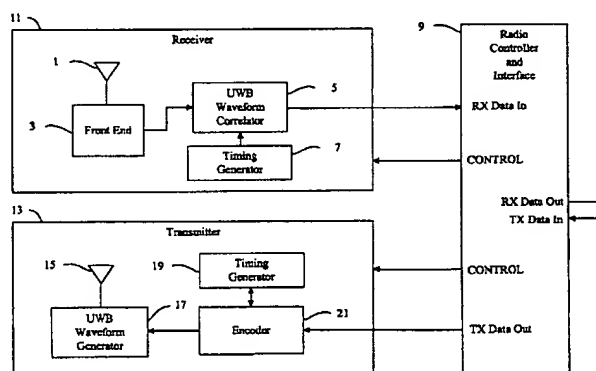 11
Receiver
1
3
Front End
UWB
Waveform
Correlator
5
Timing
Generator
7
9
Radio
Controller
and
Interface
RX Data In
CONTROL
RX Data Out
TX Data In
CONTROL
TX Data Out
13
Transmitter
15
19
Timing
Generator
17
UWB
Waveform
Generator
Encoder
21